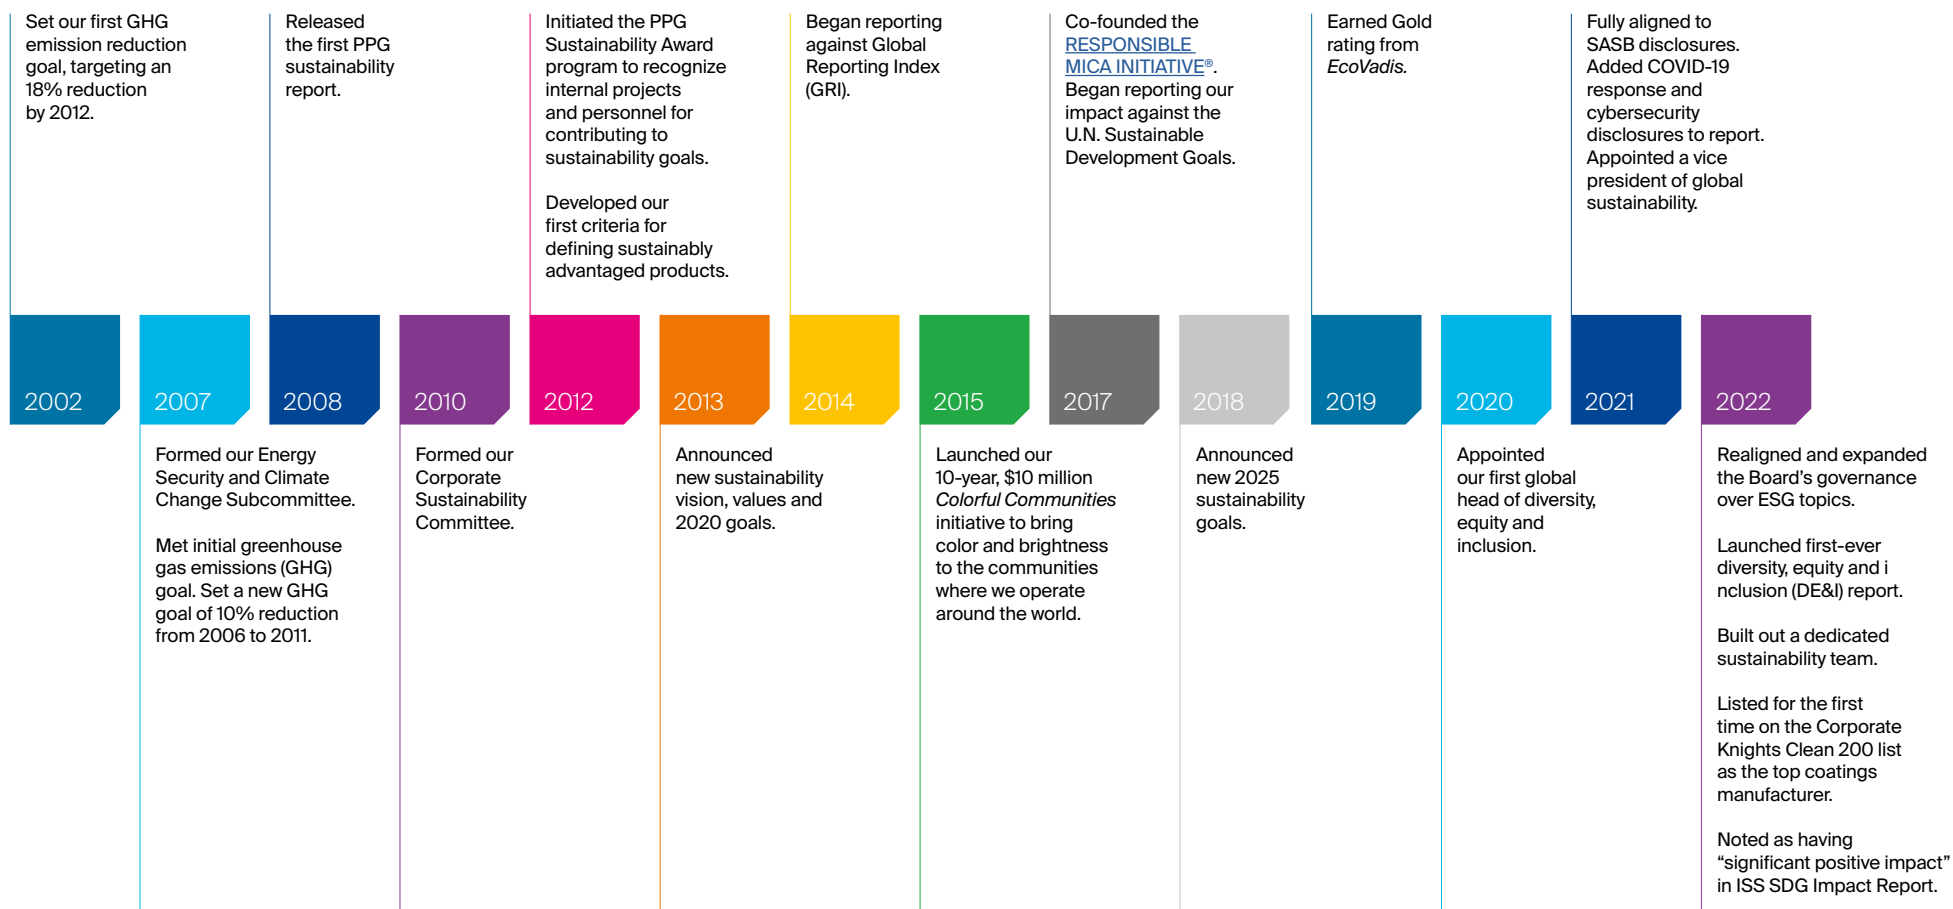 Set our first GHG
emission reduction
goal, targeting an
18% reduction
by 2012.
Released
the first PPG
sustainability
report.
Initiated the PPG
Sustainability Award
program to recognize
internal projects
and personnel for
contributing to
sustainability goals.
Developed our
first criteria for
defining sustainably
advantaged products.
Began reporting
against Global
Reporting Index
(GRI).
Co-founded the
RESPONSIBLE
MICA INITIATIVE®.
Began reporting our
impact against the
U.N. Sustainable
Development Goals.
Earned Gold
rating from
EcoVadis.
Fully aligned to
SASB disclosures.
Added COVID-19
response and
cybersecurity
disclosures to report.
Appointed a vice
president of global
sustainability.
2002
2007
2008
2010
2012
2013
2014
2015
2017
2018
2019
2020
2021
2022
Formed our Energy
Security and Climate
Change Subcommittee.
Met initial greenhouse
gas emissions (GHG)
goal. Set a new GHG
goal of 10% reduction
from 2006 to 2011.
Formed our
Corporate
Sustainability
Committee.
Announced
new sustainability
vision, values and
2020 goals.
Launched our
10-year, $10 million
Colorful Communities
initiative to bring
color and brightness
to the communities
where we operate
around the world.
Announced
new 2025
sustainability
goals.
Appointed
our first global
head of diversity,
equity and
inclusion.
Realigned and expanded
the Board’s governance
over ESG topics.
Launched first-ever
diversity, equity and i
nclusion (DE&I) report.
Built out a dedicated
sustainability team.
Listed for the first
time on the Corporate
Knights Clean 200 list
as the top coatings
manufacturer.
Noted as having
“significant positive impact”
in ISS SDG Impact Report.